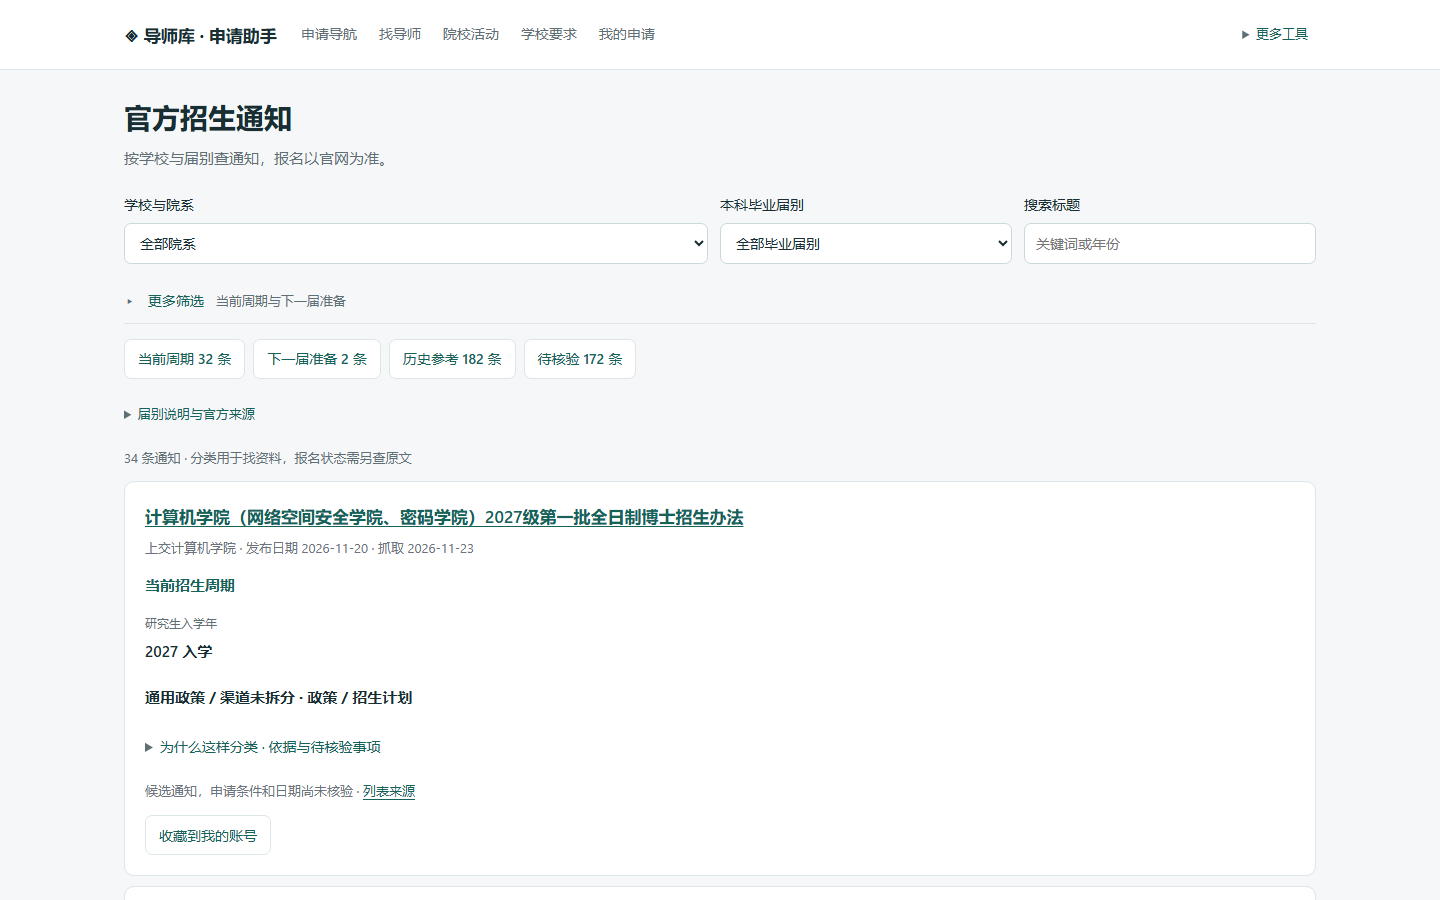 ◈ 导师库 · 申请助手 申请导航 找导师 院校活动 学校要求 我的申请 ▶ 更多工具
官方招生通知
按学校与届别查通知，报名以官网为准。
学校与院系 本科毕业届别 搜索标题
全部院系 全部毕业届别 关键词或年份
▸ 更多筛选 当前周期与下一届准备
当前周期 32 条 下一届准备 2 条 历史参考 182 条 待核验 172 条
▶ 届别说明与官方来源
34 条通知 · 分类用于找资料，报名状态需另查原文
计算机学院（网络空间安全学院、密码学院）2027级第一批全日制博士招生办法
上交计算机学院 · 发布日期 2026-11-20 · 抓取 2026-11-23
当前招生周期
研究生入学年
2027 入学
通用政策 / 渠道未拆分 · 政策 / 招生计划
▶ 为什么这样分类 · 依据与待核验事项
候选通知，申请条件和日期尚未核验 · 列表来源
收藏到我的账号